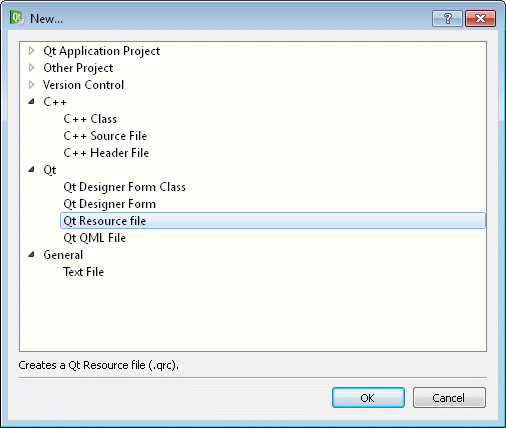 New...
Qt Application Project
Other Project
Version Control
C++
C++ Class
C++ Source File
C++ Header File
Qt
Qt Designer Form Class
Qt Designer Form
Qt Resource file
Qt QML File
General
Text File
Creates a Qt Resource file (.qrc).
OK Cancel